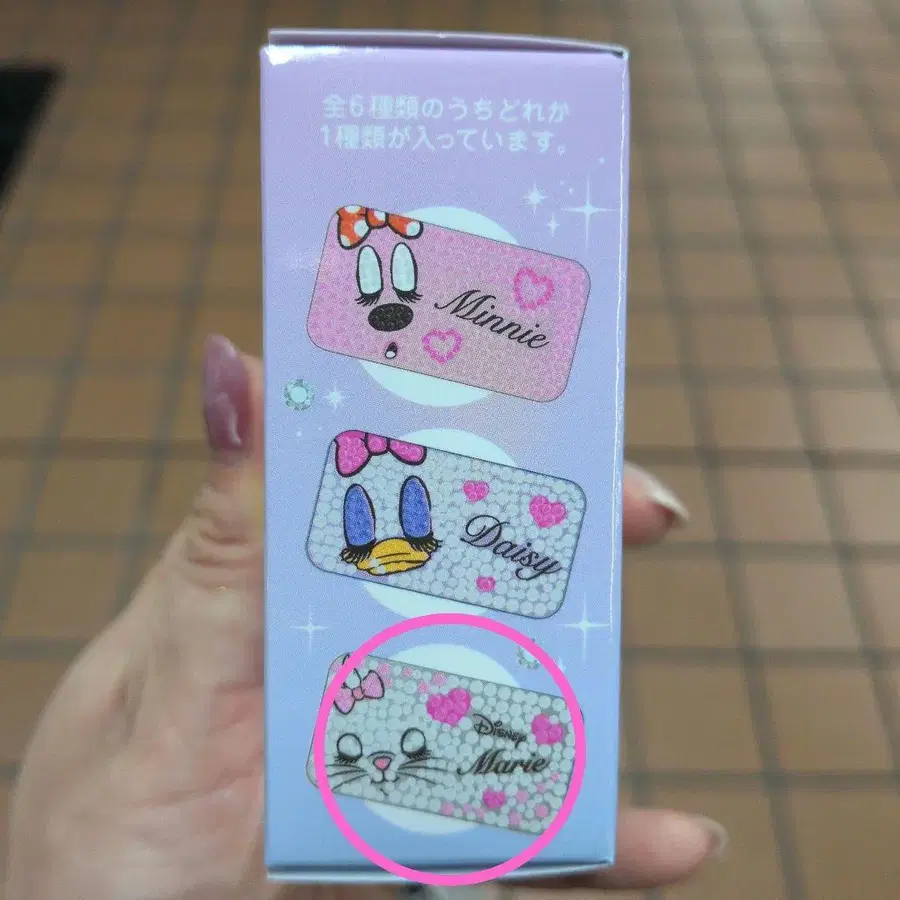 全6種類のうちどれか
1種類が入っています。
Minnie
Daisy
Disney
Marie